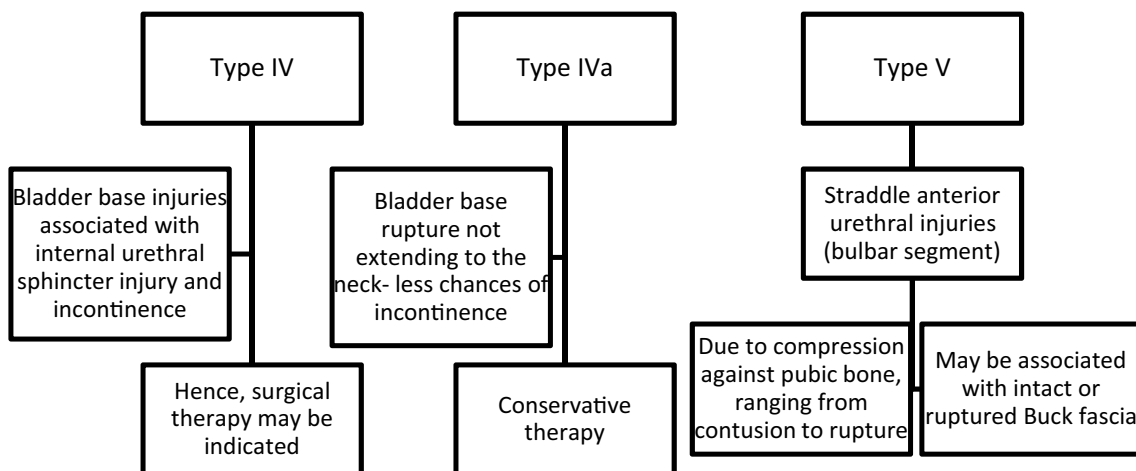 Type IV
Bladder base injuries
associated with
internal urethral
sphincter injury and
incontinence
Hence, surgical
therapy may be
indicated
Type IVa
Bladder base
rupture not
extending to the
neck- less chances of
incontinence
Conservative
therapy
Type V
Straddle anterior
urethral injuries
(bulbar segment)
Due to compression
against pubic bone,
ranging from
contusion to rupture
May be associated
with intact or
ruptured Buck fascia